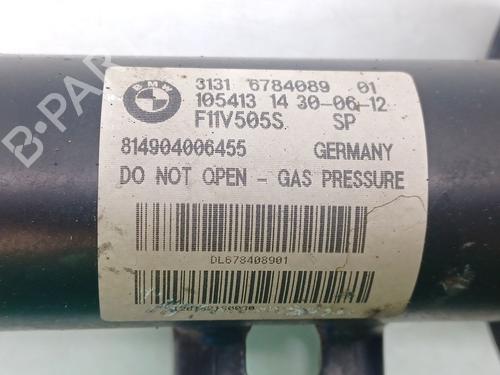 BMW
3131 6784089 01
105413 14 30-06-12
F11V505S SP
814904006455 GERMANY
DO NOT OPEN - GAS PRESSURE
DL678408901
B-PARTS